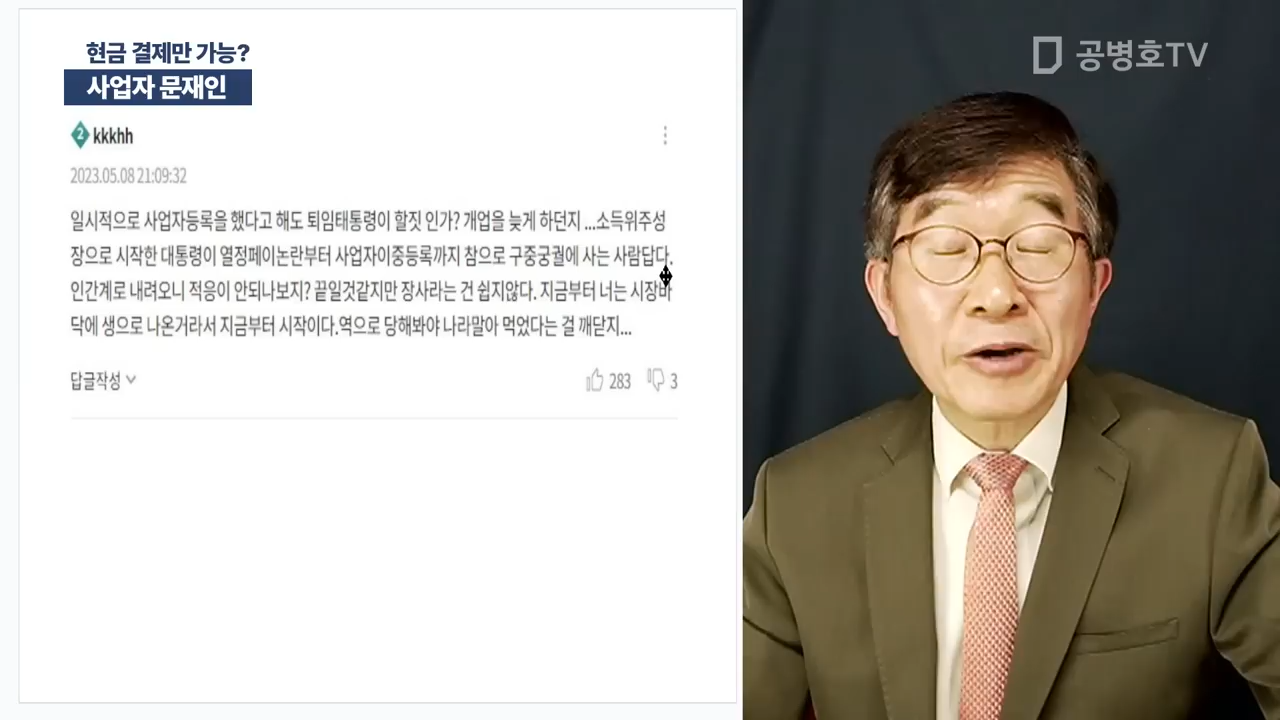 현금 결제만 가능?
사업자 문재인
공병호TV
2 kkkhh
2023.05.08 21:09:32
일시적으로 사업자등록을 했다고 해도 퇴임태통령이 할짓 인가? 개업을 늦게 하던지 ...소득위주성
장으로 시작한 대통령이 열정페이논란부터 사업자이중등록까지 참으로 구중궁궐에 사는 사람답다.
인간계로 내려오니 적응이 안되나보지? 끝일것같지만 장사라는 건 쉽지않다. 지금부터 너는 시장바
닥에 생으로 나온거라서 지금부터 시작이다.역으로 당해봐야 나라말아 먹었다는 걸 깨닫지...
답글작성
283 3